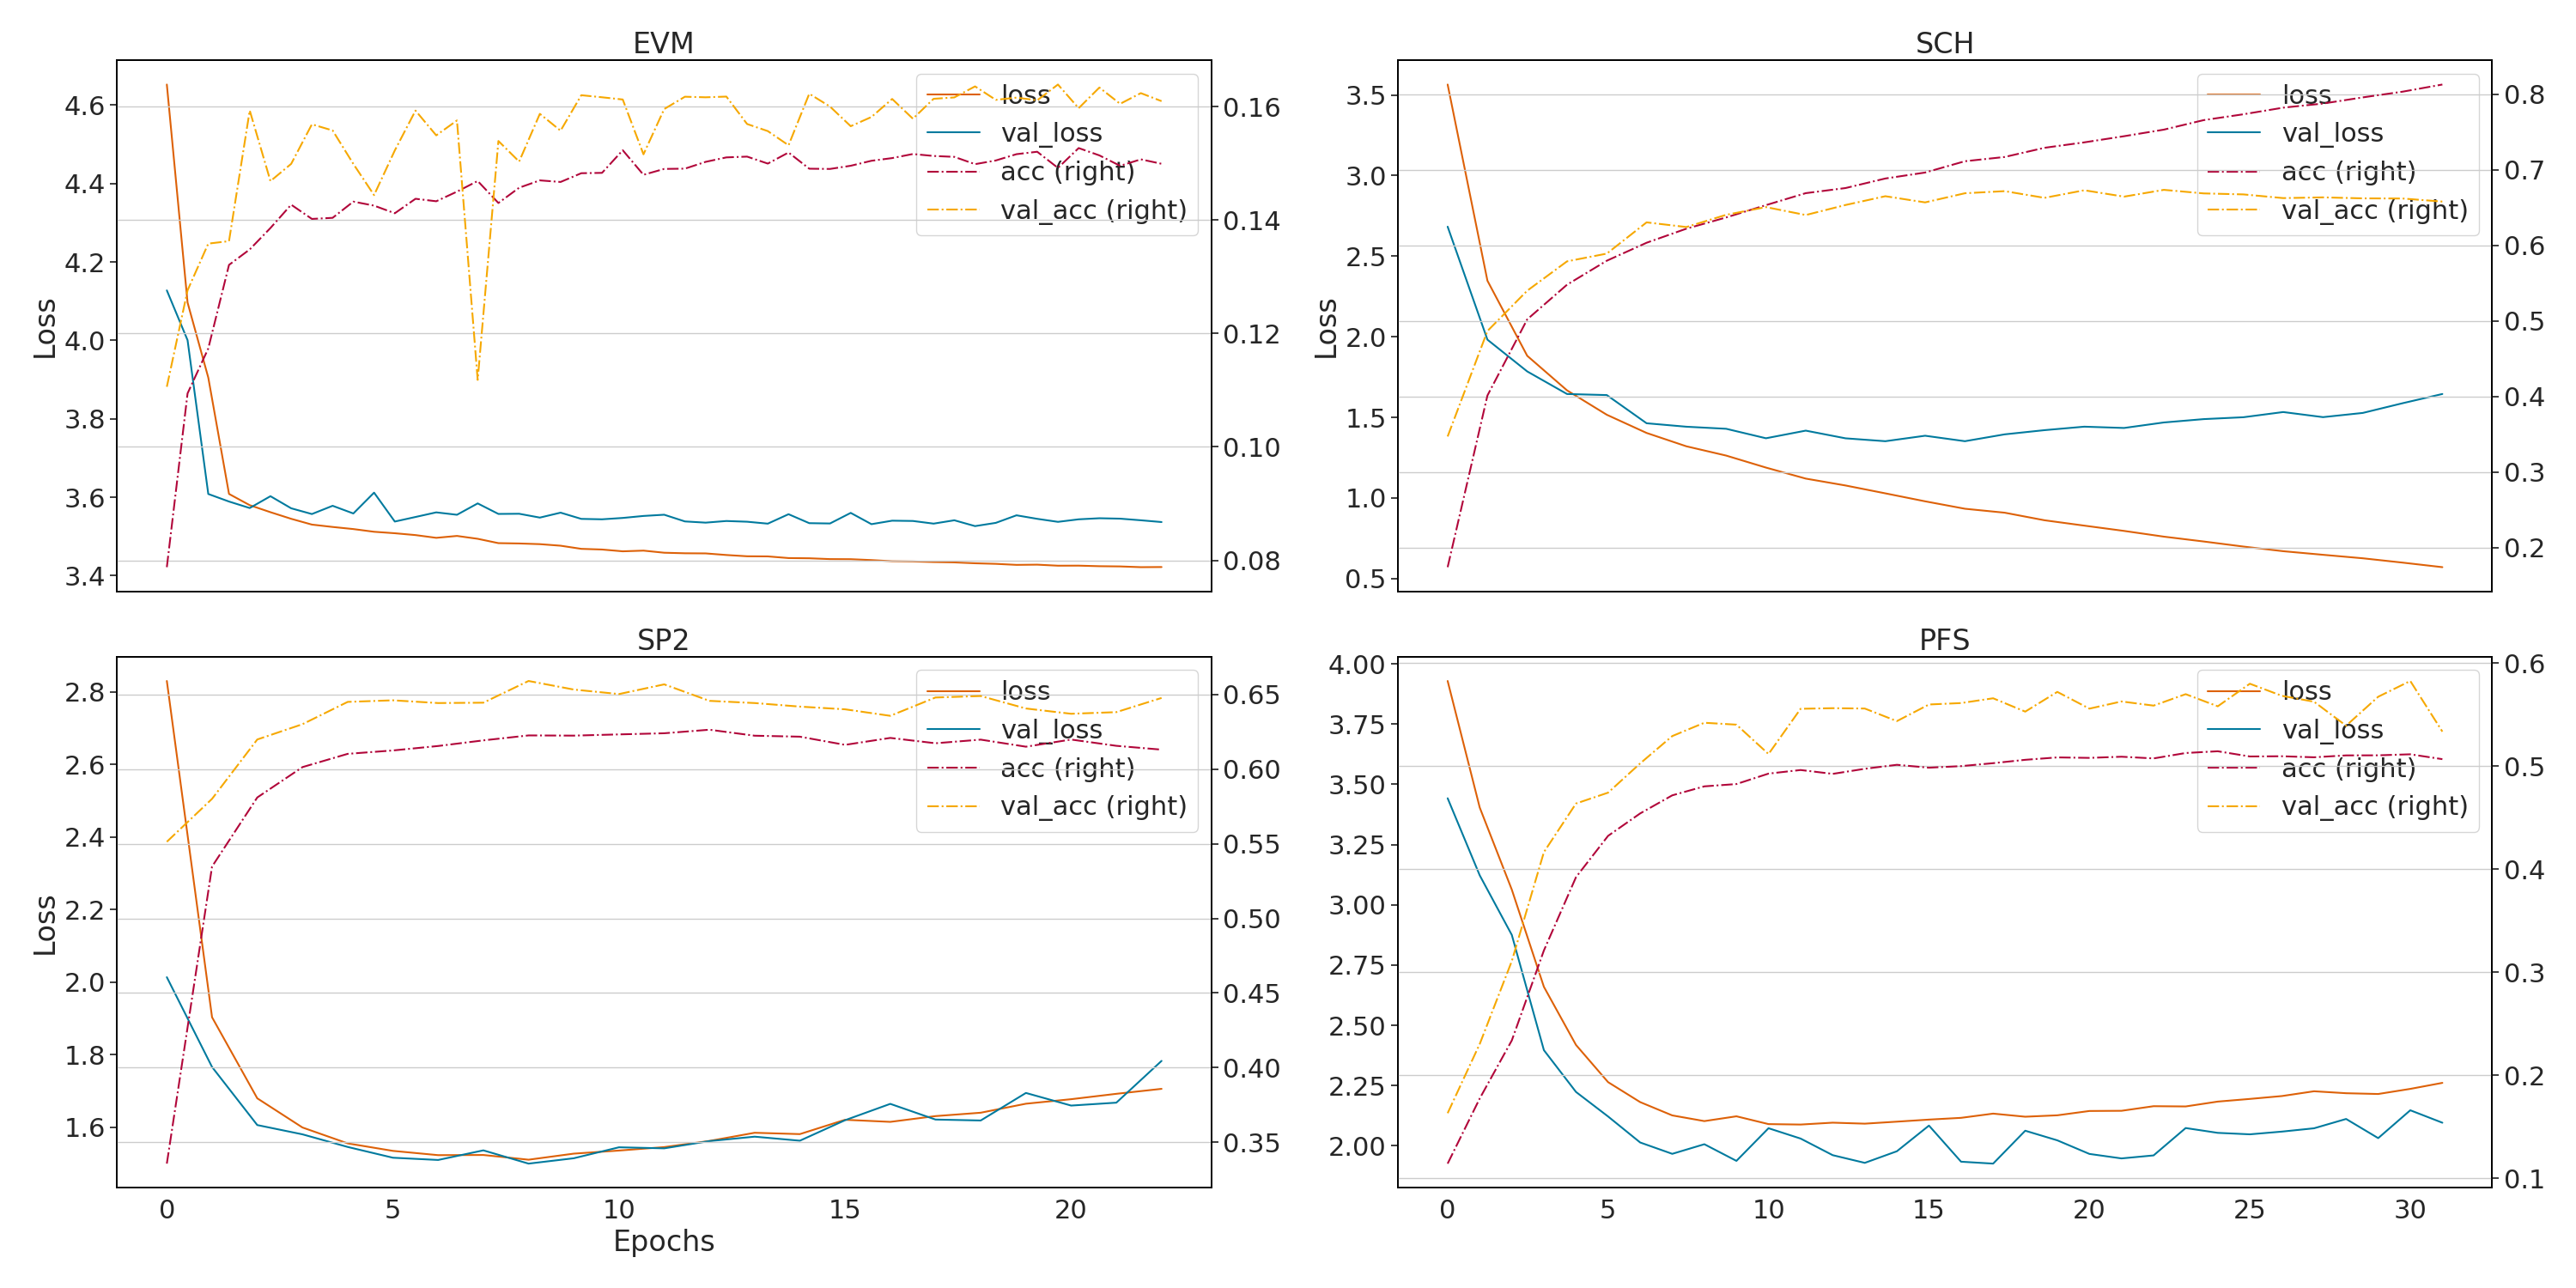 EVM
4.6
4.4
4.2
4.0
3.8
3.6
3.4
Loss
0.16
0.14
0.12
0.10
0.08
loss
val_loss
acc (right)
val_acc (right)
SCH
3.5
3.0
2.5
2.0
1.5
1.0
0.5
Loss
0.8
0.7
0.6
0.5
0.4
0.3
0.2
loss
val_loss
acc (right)
val_acc (right)
SP2
2.8
2.6
2.4
2.2
2.0
1.8
1.6
Loss
0.65
0.60
0.55
0.50
0.45
0.40
0.35
loss
val_loss
acc (right)
val_acc (right)
0 5 10 15 20
Epochs
PFS
4.00
3.75
3.50
3.25
3.00
2.75
2.50
2.25
2.00
0.6
0.5
0.4
0.3
0.2
0.1
loss
val_loss
acc (right)
val_acc (right)
0 5 10 15 20 25 30